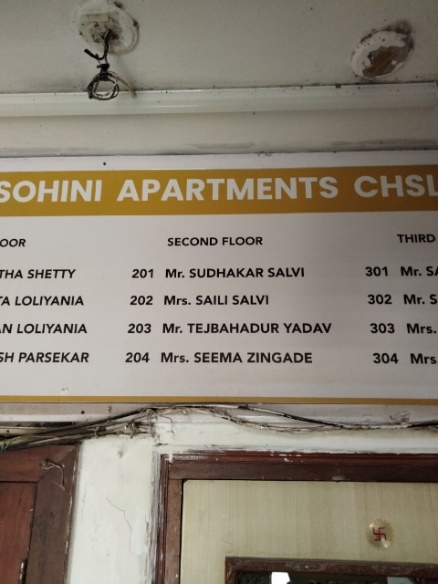 SOHINI APARTMENTS CHSL
OOR SECOND FLOOR THIRD
THA SHETTY 201 Mr. SUDHAKAR SALVI 301 Mr. SA
TA LOLIYANIA 202 Mrs. SAILI SALVI 302 Mr. S
AN LOLIYANIA 203 Mr. TEJBAHADUR YADAV 303 Mrs.
SH PARSEKAR 204 Mrs. SEEMA ZINGADE 304 Mrs